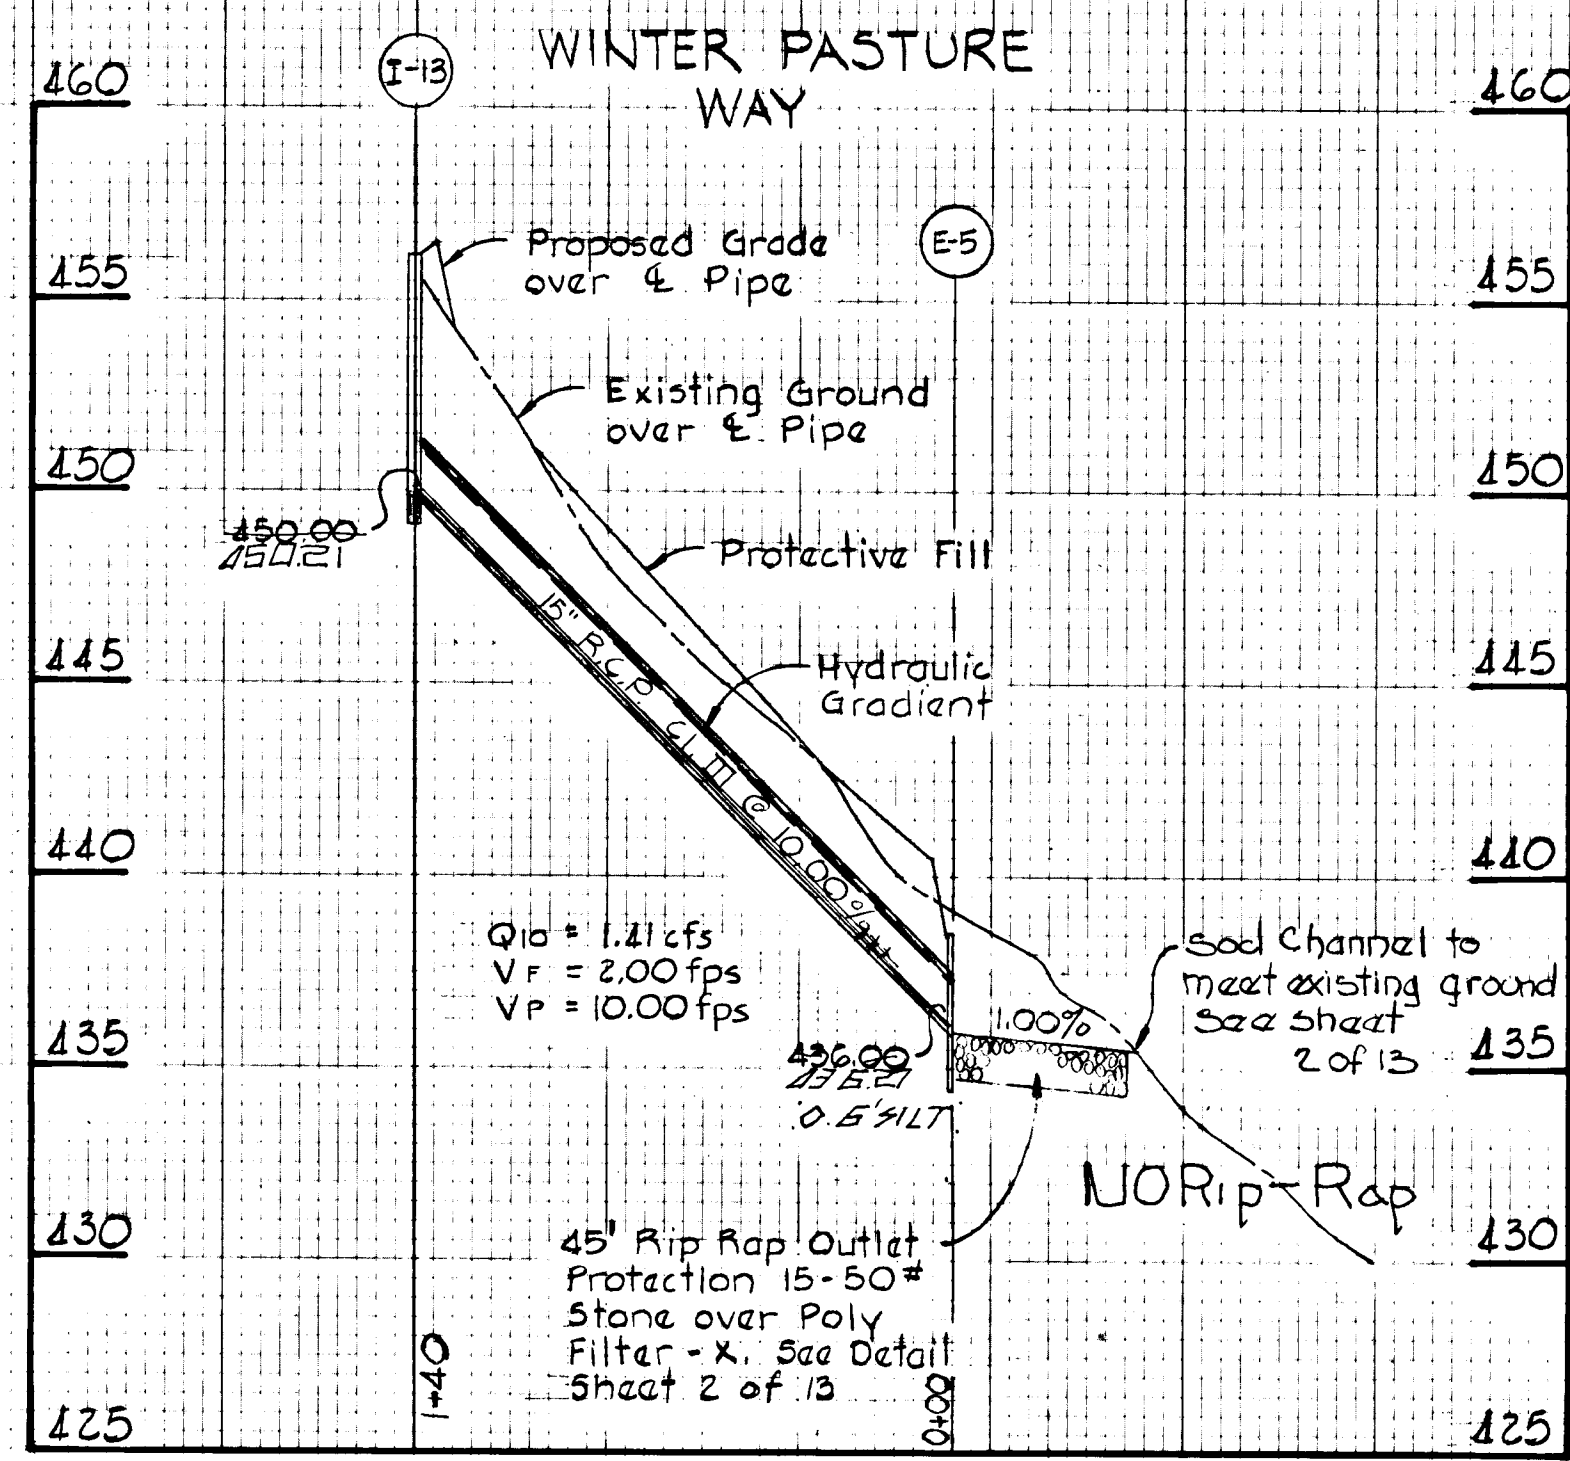 WINTER PASTURE
WAY
I-13
E-5
460
455
450
445
440
435
430
425
460
455
450
445
440
435
430
425
Proposed Grade
over ℄ Pipe
Existing Ground
over ℄ Pipe
450.00
450.21
Protective Fill
Hydraulic
Gradient
15" R.C.P. CL III @ 10.00%
Q10 = 1.41 cfs
VF = 2.00 fps
VP = 10.00 fps
436.00
436.21
0.6' SILT
1.00%
Sod Channel to
meet existing ground
See sheet
2 of 13
NO Rip-Rap
45' Rip Rap Outlet
Protection 15-50#
Stone over Poly
Filter - X. See Detail
Sheet 2 of 13
1+40
0+00